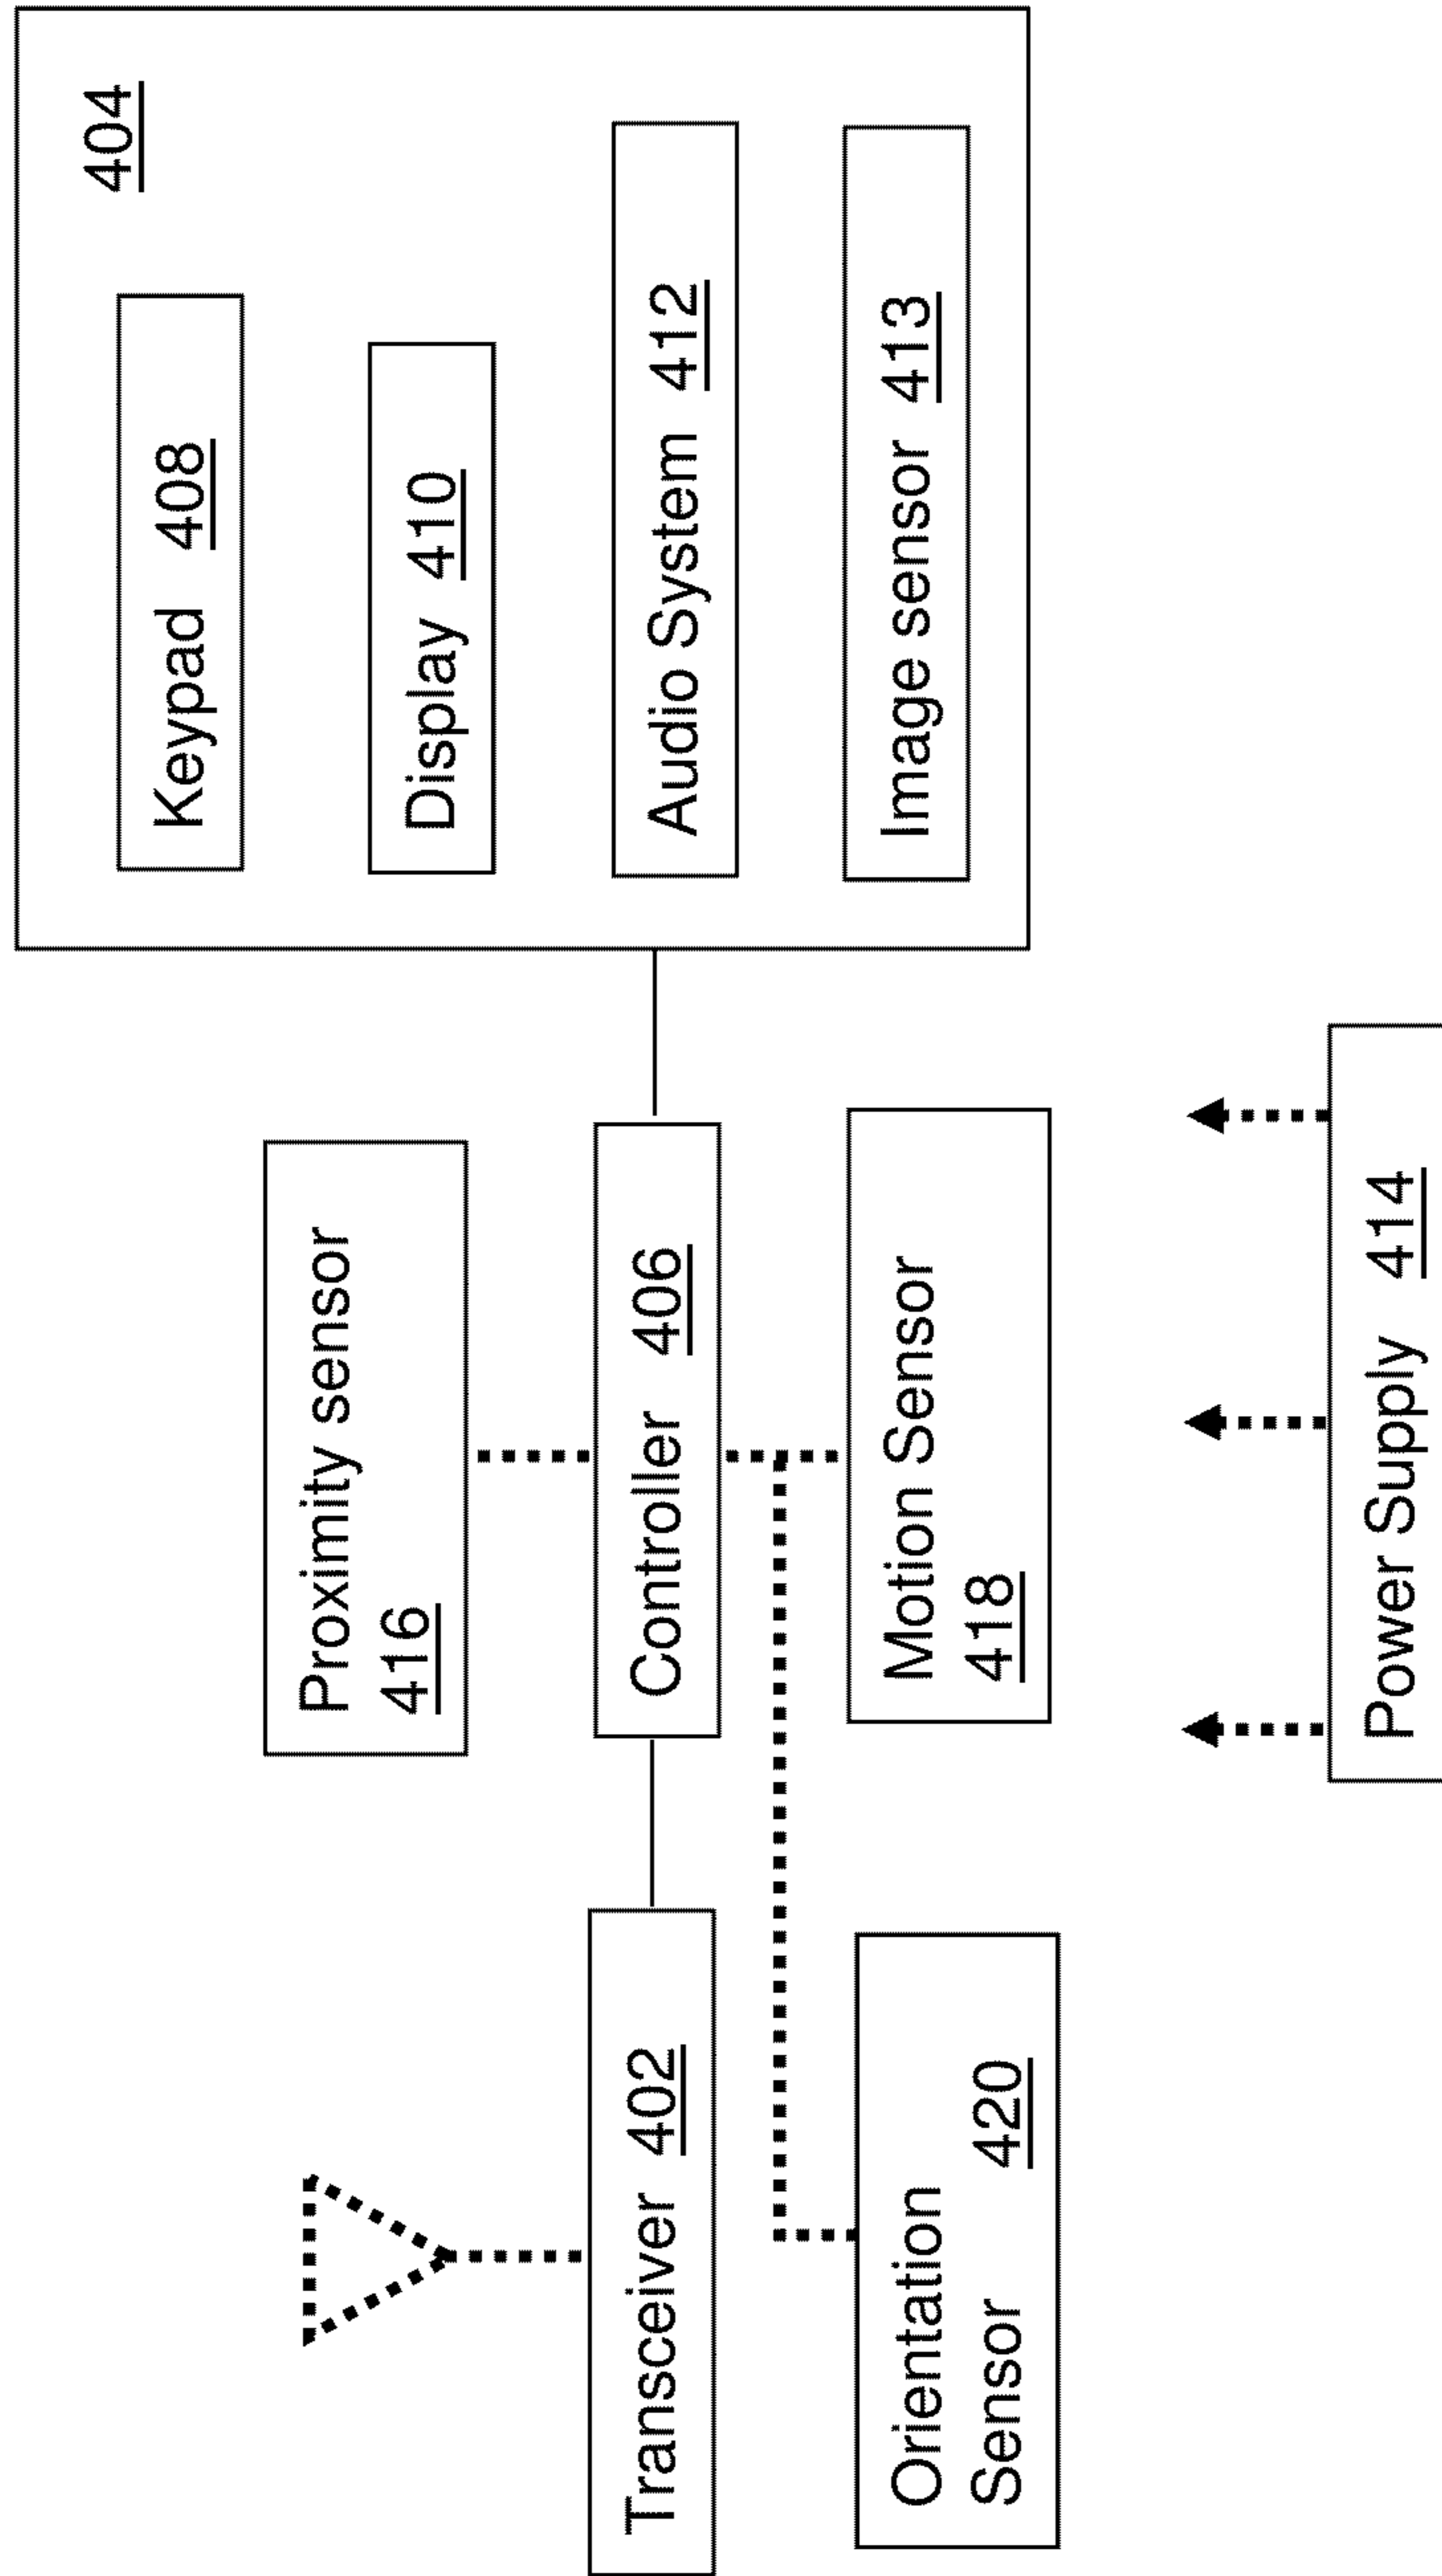 404
Keypad 408
Display 410
Audio System 412
Image sensor 413
Proximity sensor
416
Controller 406
Motion Sensor
418
Transceiver 402
Orientation
Sensor 420
Power Supply 414